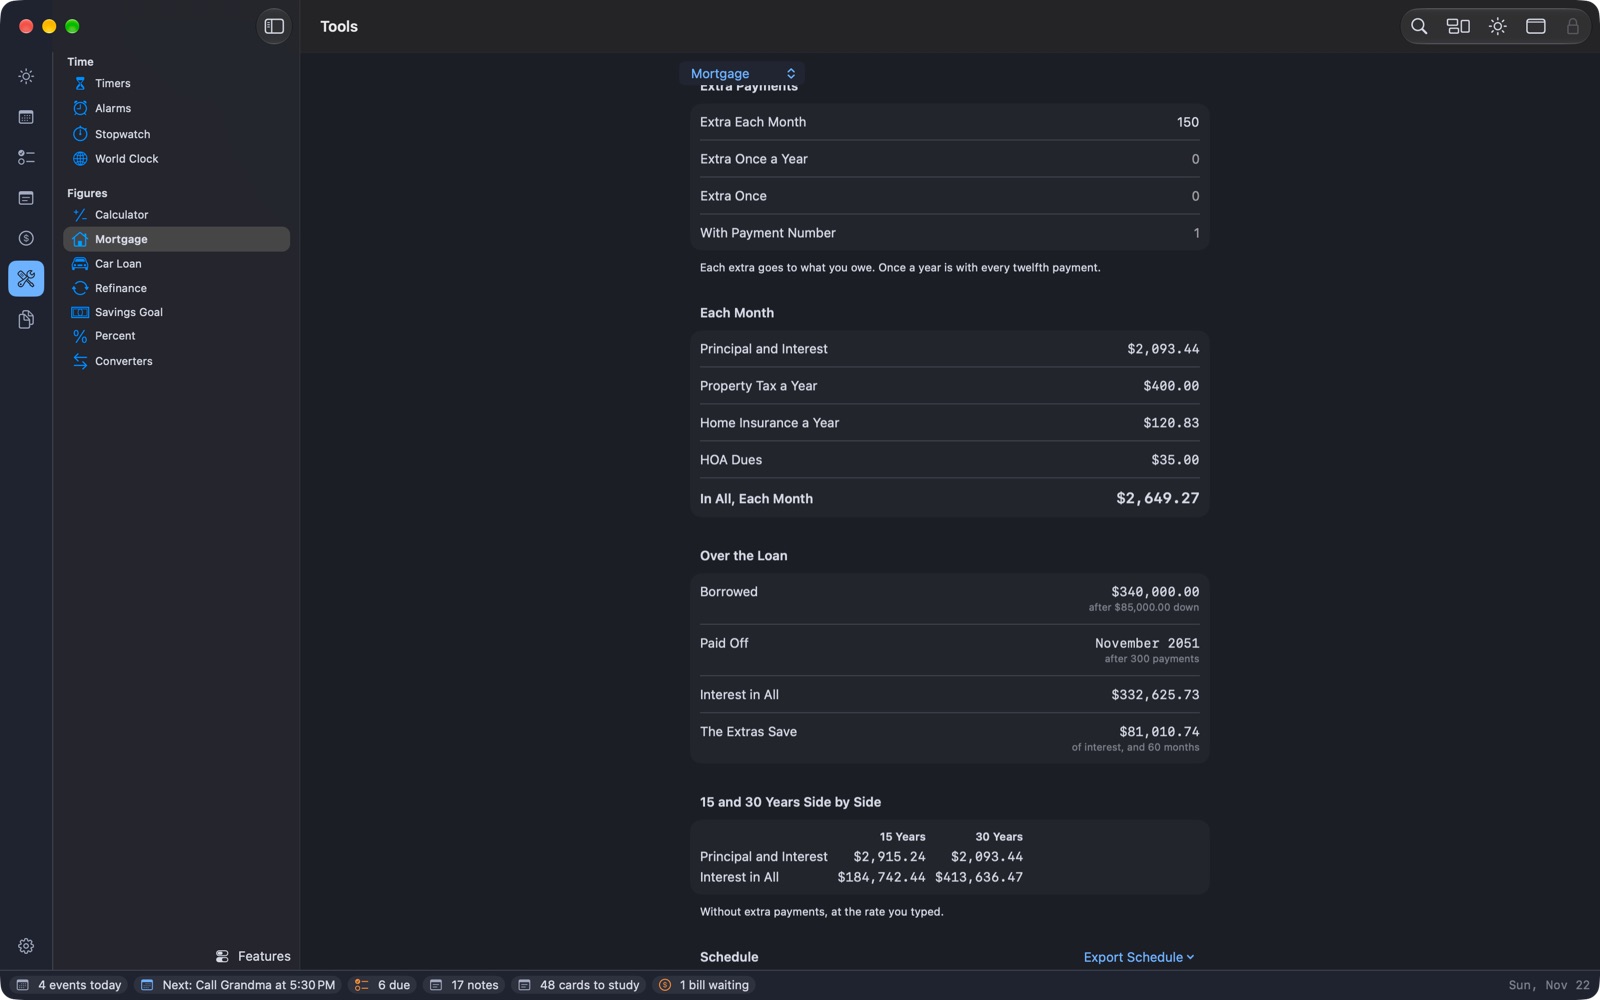 Tools
Time
Timers
Alarms
Stopwatch
World Clock
Figures
Calculator
Mortgage
Car Loan
Refinance
Savings Goal
Percent
Converters
Features
Mortgage
Extra Payments
Extra Each Month 150
Extra Once a Year 0
Extra Once 0
With Payment Number 1
Each extra goes to what you owe. Once a year is with every twelfth payment.
Each Month
Principal and Interest $2,093.44
Property Tax a Year $400.00
Home Insurance a Year $120.83
HOA Dues $35.00
In All, Each Month $2,649.27
Over the Loan
Borrowed $340,000.00
after $85,000.00 down
Paid Off November 2051
after 300 payments
Interest in All $332,625.73
The Extras Save $81,010.74
of interest, and 60 months
15 and 30 Years Side by Side
15 Years 30 Years
Principal and Interest $2,915.24 $2,093.44
Interest in All $184,742.44 $413,636.47
Without extra payments, at the rate you typed.
Schedule Export Schedule
4 events today Next: Call Grandma at 5:30 PM 6 due 17 notes 48 cards to study 1 bill waiting Sun, Nov 22